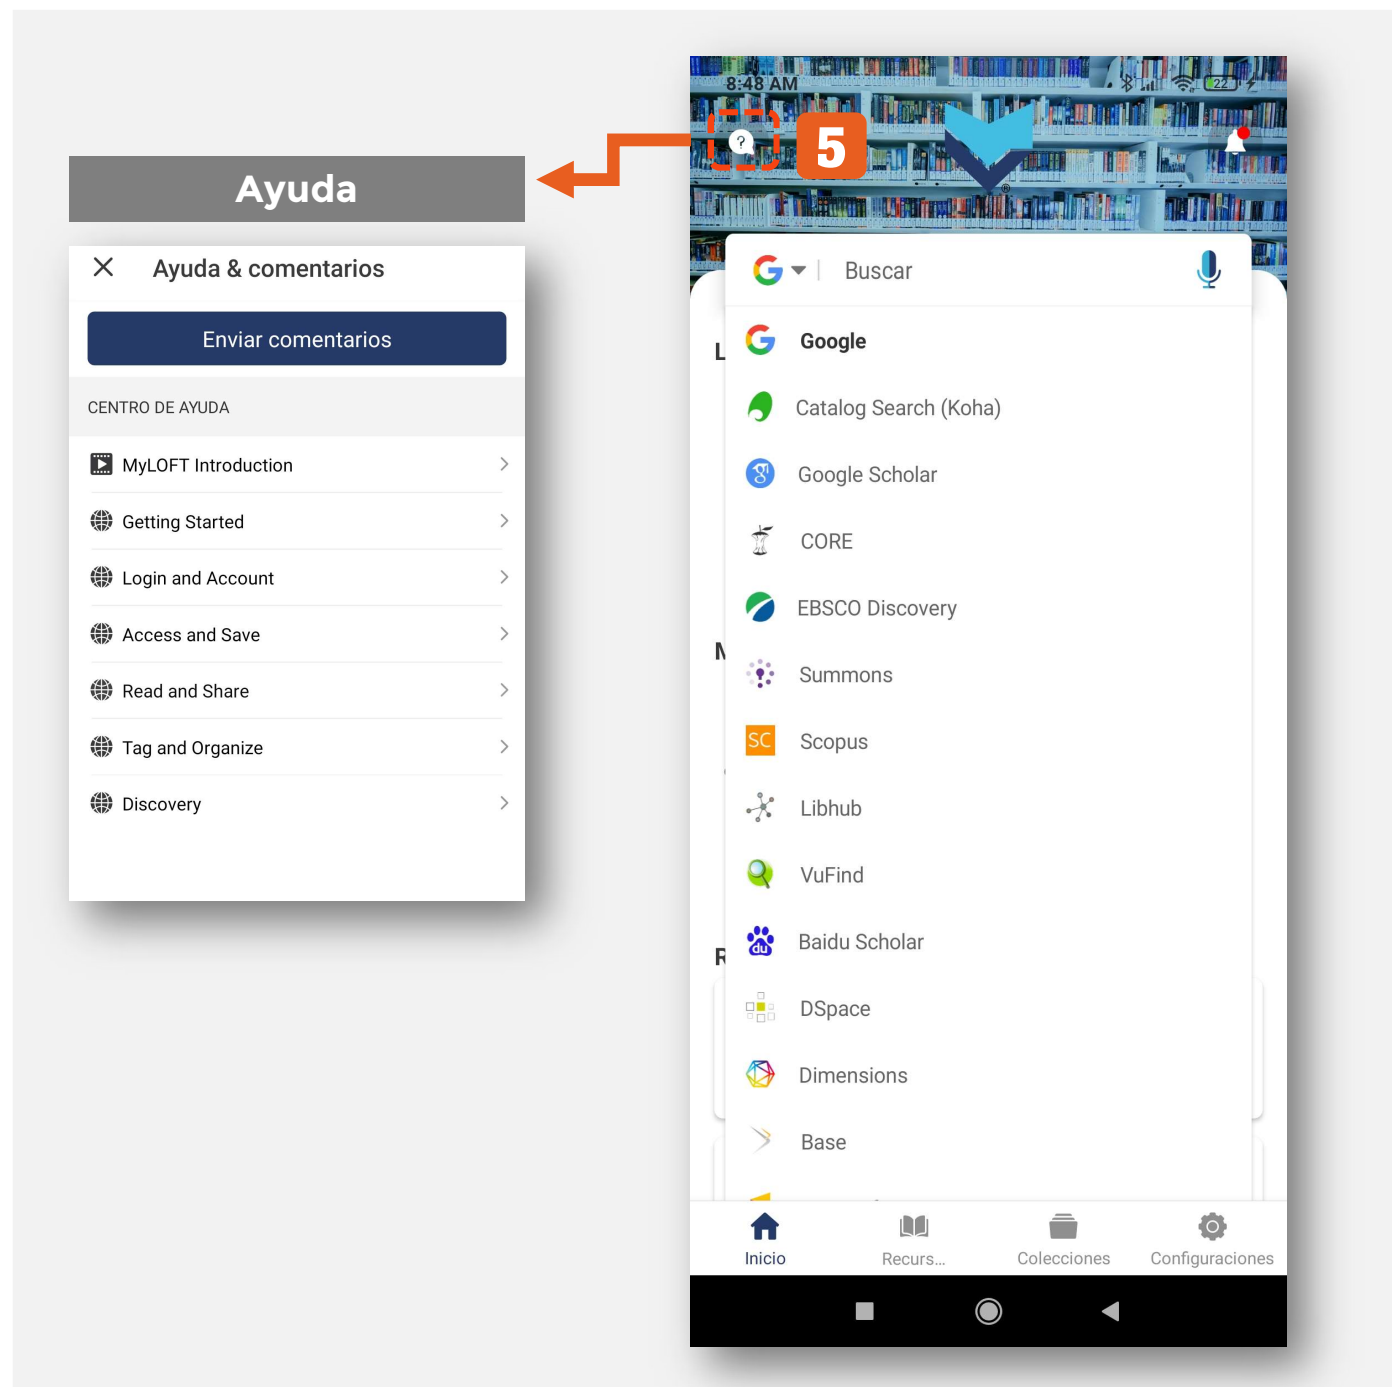 Ayuda
Ayuda & comentarios
Enviar comentarios
CENTRO DE AYUDA
MyLOFT Introduction
Getting Started
Login and Account
Access and Save
Read and Share
Tag and Organize
Discovery
8:48 AM
22
5
®
Buscar
L
Google
Catalog Search (Koha)
Google Scholar
CORE
EBSCO Discovery
M
Summons
SC
Scopus
Libhub
VuFind
du
Baidu Scholar
R
DSpace
Dimensions
Base
Inicio
Recurs...
Colecciones
Configuraciones